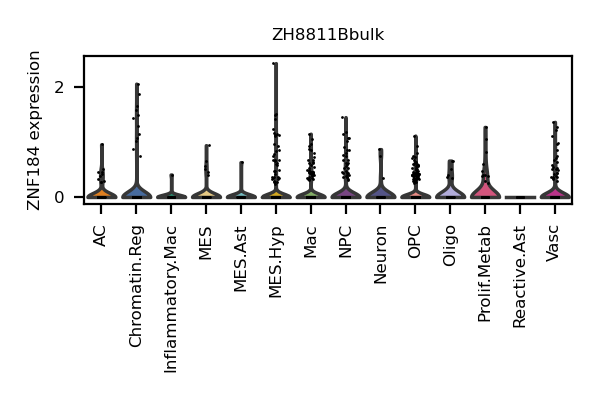 ZH8811Bbulk
ZNF184 expression
2
0
AC
Chromatin.Reg
Inflammatory.Mac
MES
MES.Ast
MES.Hyp
Mac
NPC
Neuron
OPC
Oligo
Prolif.Metab
Reactive.Ast
Vasc